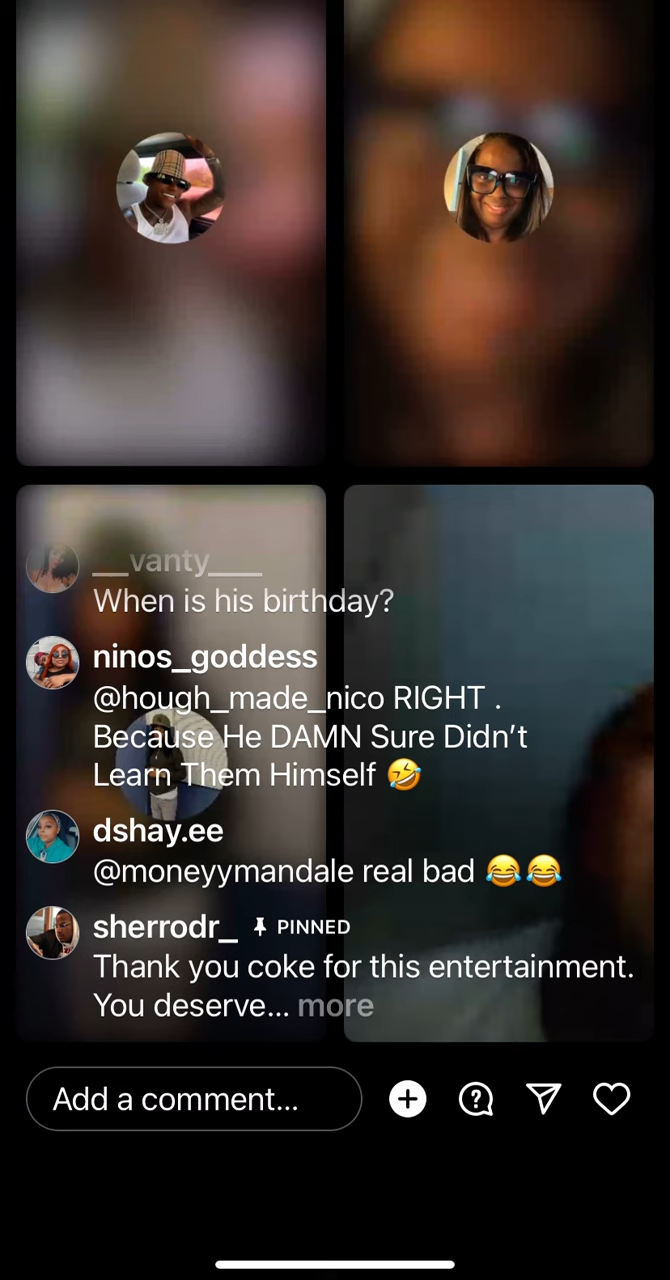 __vanty___
When is his birthday?
ninos_goddess
@hough_made_nico RIGHT .
Because He DAMN Sure Didn’t
Learn Them Himself 🤣
dshay.ee
@moneyymandale real bad 😂😂
sherrodr_ PINNED
Thank you coke for this entertainment.
You deserve... more
Add a comment...